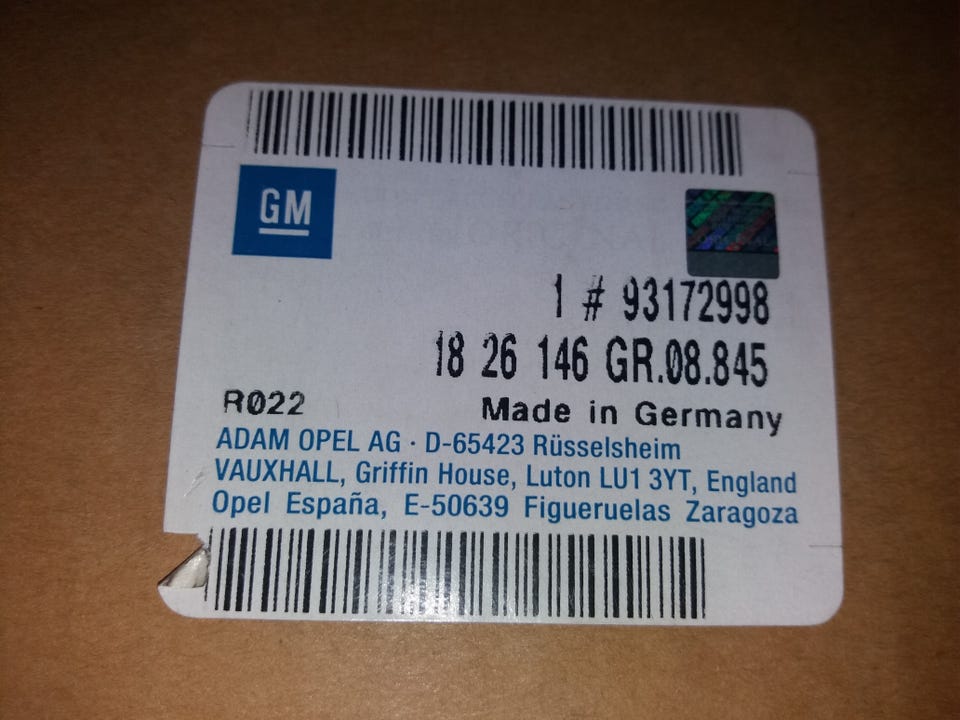 GM
1 # 93172998
18 26 146 GR.08.845
R022 Made in Germany
ADAM OPEL AG · D-65423 Rüsselsheim
VAUXHALL, Griffin House, Luton LU1 3YT, England
Opel España, E-50639 Figueruelas Zaragoza